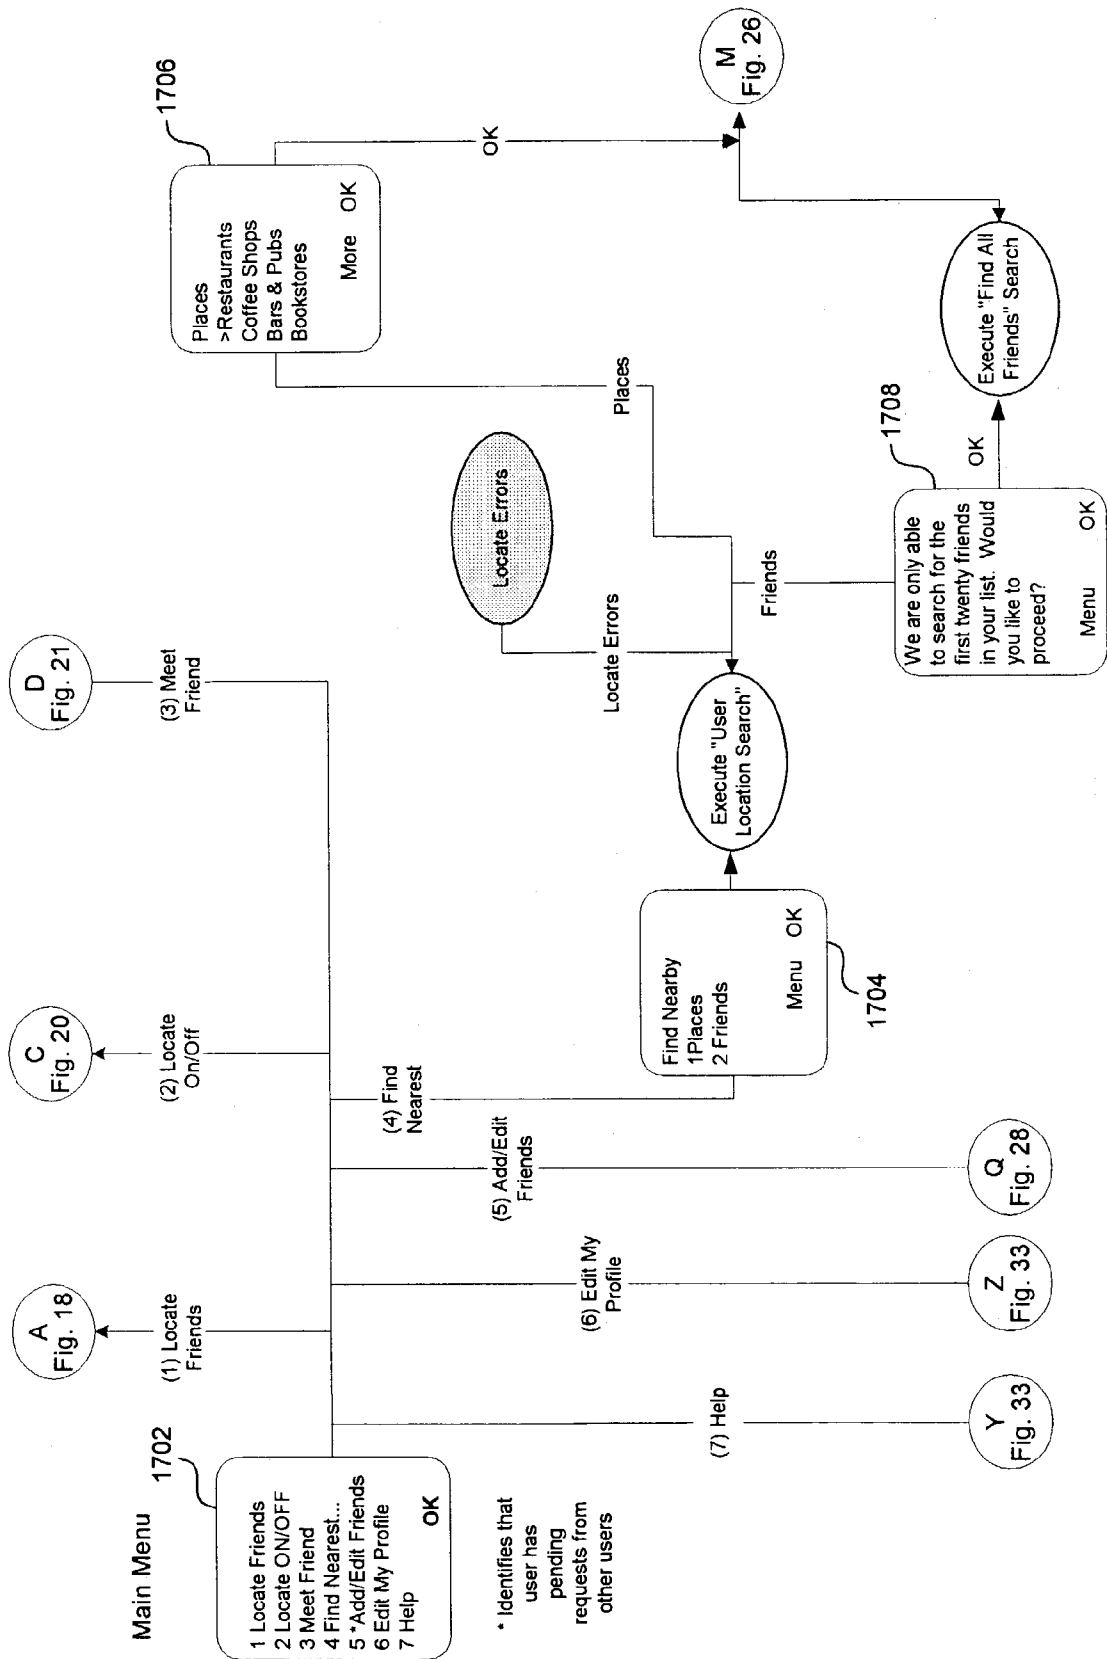 Main Menu
1702
1 Locate Friends
2 Locate ON/OFF
3 Meet Friend
4 Find Nearest...
5 *Add/Edit Friends
6 Edit My Profile
7 Help
OK
* Identifies that
user has
pending
requests from
other users
A
Fig. 18
(1) Locate
Friends
C
Fig. 20
(2) Locate
On/Off
D
Fig. 21
(3) Meet
Friend
(4) Find
Nearest
(5) Add/Edit
Friends
Q
Fig. 28
(6) Edit My
Profile
Z
Fig. 33
(7) Help
Y
Fig. 33
Find Nearby
1Places
2 Friends
Menu OK
1704
Execute "User
Location Search"
Locate Errors
Locate Errors
Places
Friends
1706
Places
>Restaurants
Coffee Shops
Bars & Pubs
Bookstores
More OK
OK
M
Fig. 26
1708
We are only able
to search for the
first twenty friends
in your list. Would
you like to
proceed?
Menu OK
OK
Execute "Find All
Friends" Search